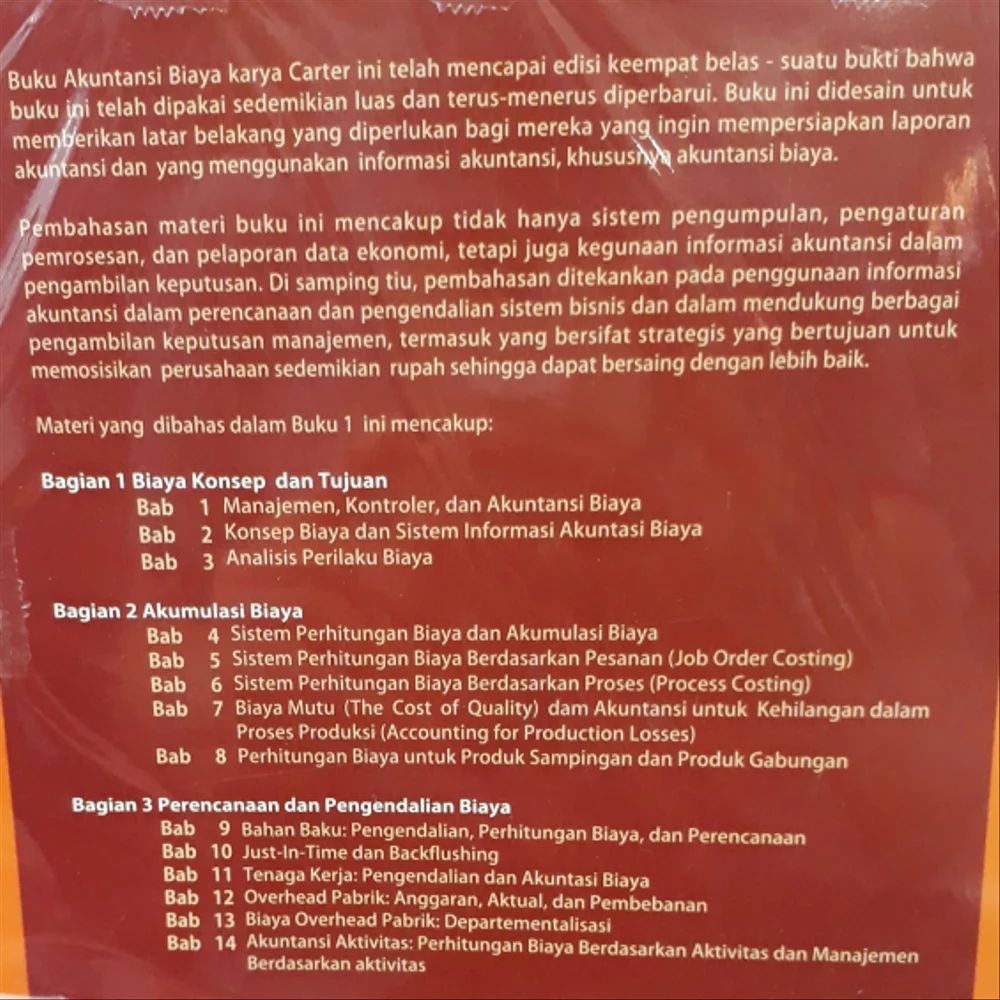 Buku Akuntansi Biaya karya Carter ini telah mencapai edisi keempat belas - suatu bukti bahwa
buku ini telah dipakai sedemikian luas dan terus-menerus diperbarui. Buku ini didesain untuk
memberikan latar belakang yang diperlukan bagi mereka yang ingin mempersiapkan laporan
akuntansi dan yang menggunakan informasi akuntansi, khususnya akuntansi biaya.
Pembahasan materi buku ini mencakup tidak hanya sistem pengumpulan, pengaturan
pemrosesan, dan pelaporan data ekonomi, tetapi juga kegunaan informasi akuntansi dalam
pengambilan keputusan. Di samping tiu, pembahasan ditekankan pada penggunaan informasi
akuntansi dalam perencanaan dan pengendalian sistem bisnis dan dalam mendukung berbagai
pengambilan keputusan manajemen, termasuk yang bersifat strategis yang bertujuan untuk
memosisikan perusahaan sedemikian rupah sehingga dapat bersaing dengan lebih baik.
Materi yang dibahas dalam Buku 1 ini mencakup:
Bagian 1 Biaya Konsep dan Tujuan
Bab 1 Manajemen, Kontroler, dan Akuntansi Biaya
Bab 2 Konsep Biaya dan Sistem Informasi Akuntasi Biaya
Bab 3 Analisis Perilaku Biaya
Bagian 2 Akumulasi Biaya
Bab 4 Sistem Perhitungan Biaya dan Akumulasi Biaya
Bab 5 Sistem Perhitungan Biaya Berdasarkan Pesanan (Job Order Costing)
Bab 6 Sistem Perhitungan Biaya Berdasarkan Proses (Process Costing)
Bab 7 Biaya Mutu (The Cost of Quality) dam Akuntansi untuk Kehilangan dalam
Proses Produksi (Accounting for Production Losses)
Bab 8 Perhitungan Biaya untuk Produk Sampingan dan Produk Gabungan
Bagian 3 Perencanaan dan Pengendalian Biaya
Bab 9 Bahan Baku: Pengendalian, Perhitungan Biaya, dan Perencanaan
Bab 10 Just-In-Time dan Backflushing
Bab 11 Tenaga Kerja: Pengendalian dan Akuntasi Biaya
Bab 12 Overhead Pabrik: Anggaran, Aktual, dan Pembebanan
Bab 13 Biaya Overhead Pabrik: Departementalisasi
Bab 14 Akuntansi Aktivitas: Perhitungan Biaya Berdasarkan Aktivitas dan Manajemen
Berdasarkan aktivitas